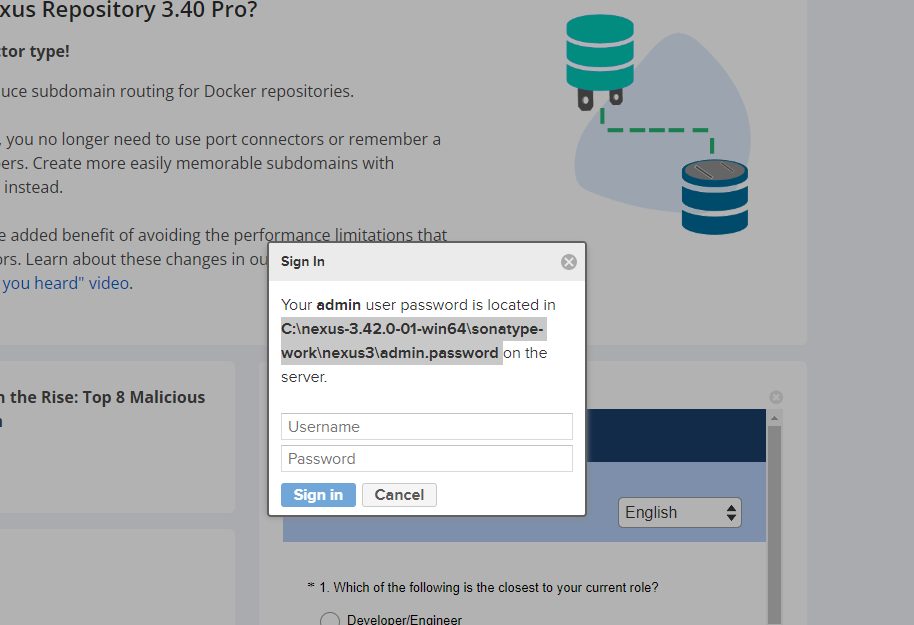 xus Repository 3.40 Pro?
tor type!
uce subdomain routing for Docker repositories.
, you no longer need to use port connectors or remember a
ers. Create more easily memorable subdomains with
instead.
e added benefit of avoiding the performance limitations that
ors. Learn about these changes in ou
you heard" video.
Sign In
Your admin user password is located in
C:\nexus-3.42.0-01-win64\sonatype-
work\nexus3\admin.password on the
server.
Username
Password
Sign in Cancel
n the Rise: Top 8 Malicious
English
* 1. Which of the following is the closest to your current role?
Developer/Engineer